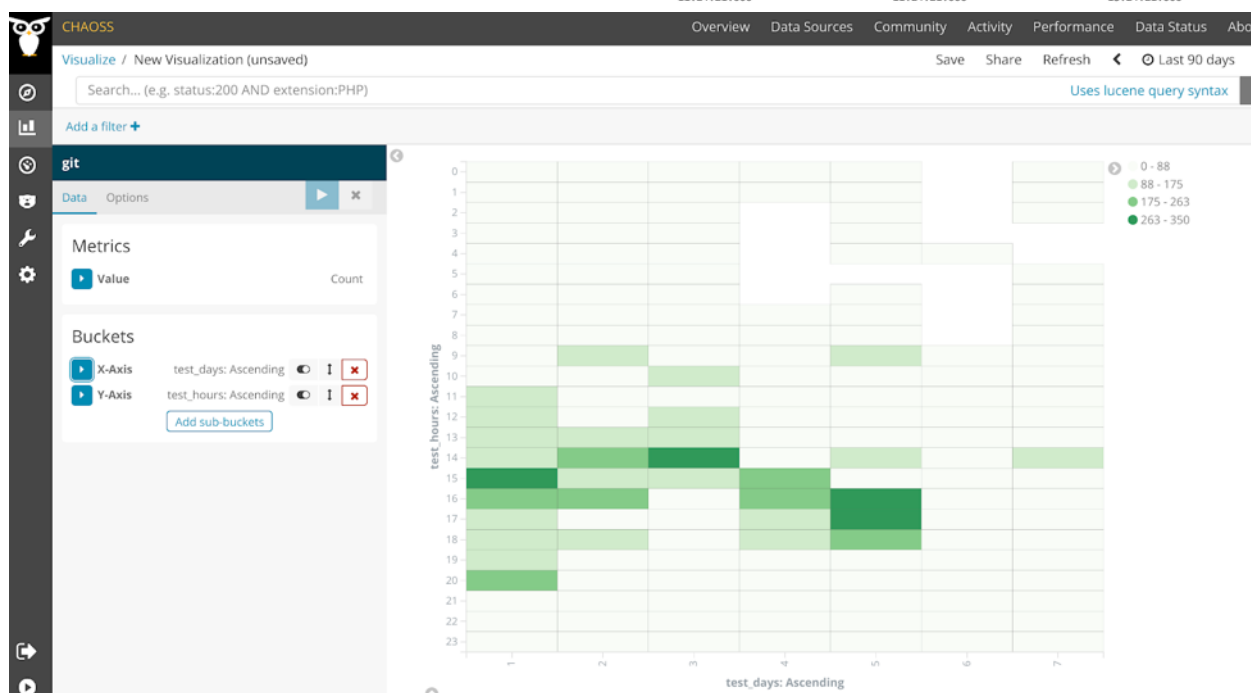 CHAOSS Overview Data Sources Community Activity Performance Data Status
Visualize / New Visualization (unsaved) Save Share Refresh Last 90 days
Search... (e.g. status:200 AND extension:PHP) Uses lucene query syntax
Add a filter +
git
Data Options
Metrics
Value Count
Buckets
X-Axis test_days: Ascending
Y-Axis test_hours: Ascending
Add sub-buckets
test_hours: Ascending
0
1
2
3
4
5
6
7
8
9
10
11
12
13
14
15
16
17
18
19
20
21
22
23
1 2 3 4 5 6 7
test_days: Ascending
0 - 88
88 - 175
175 - 263
263 - 350